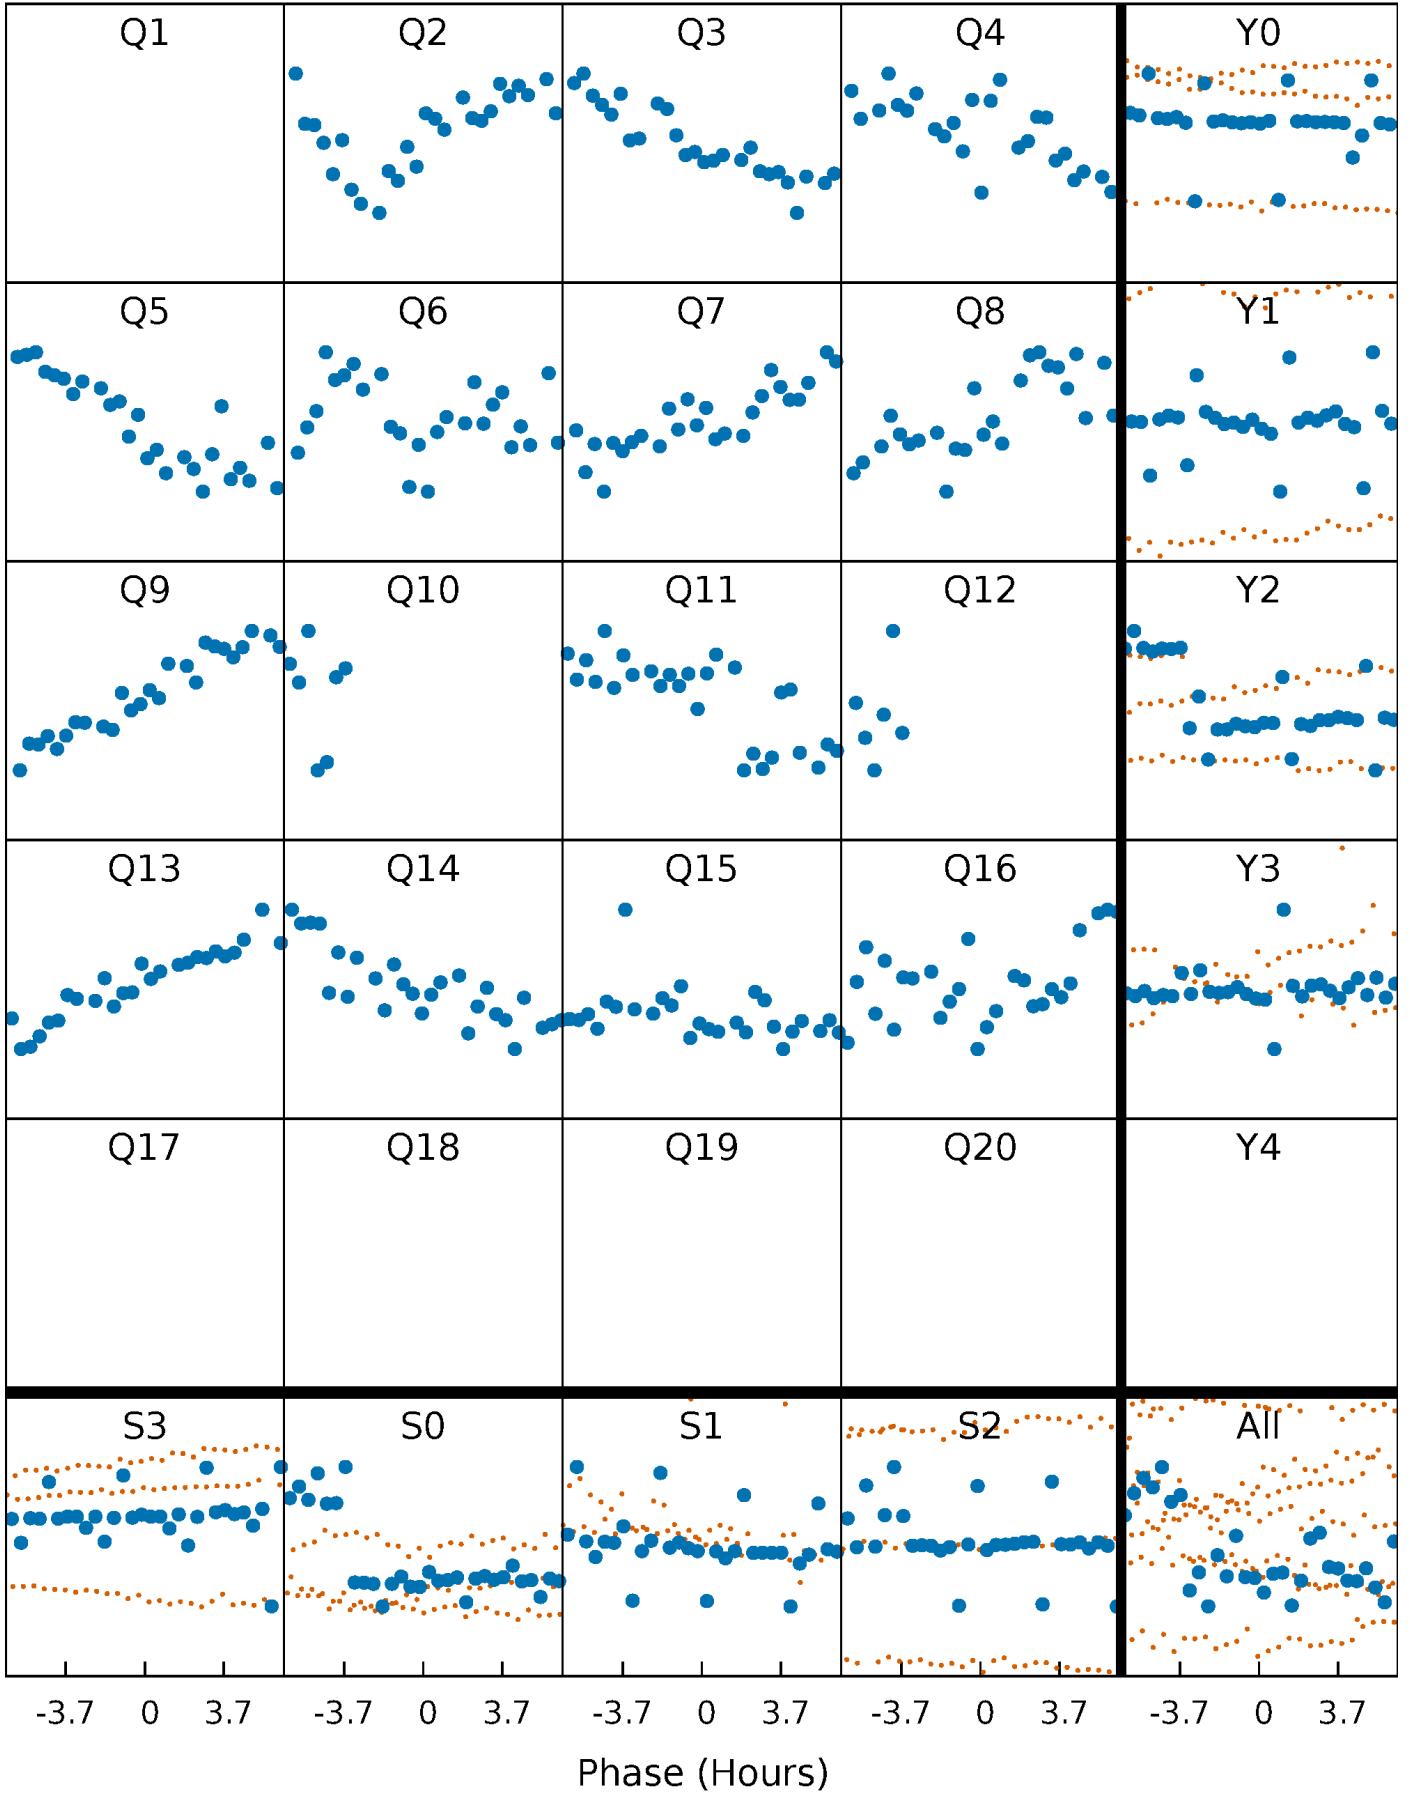 Q1 Q2 Q3 Q4 Y0
Q5 Q6 Q7 Q8 Y1
Q9 Q10 Q11 Q12 Y2
Q13 Q14 Q15 Q16 Y3
Q17 Q18 Q19 Q20 Y4
S3 S0 S1 S2 All
-3.7 0 3.7 -3.7 0 3.7 -3.7 0 3.7 -3.7 0 3.7 -3.7 0 3.7
Phase (Hours)